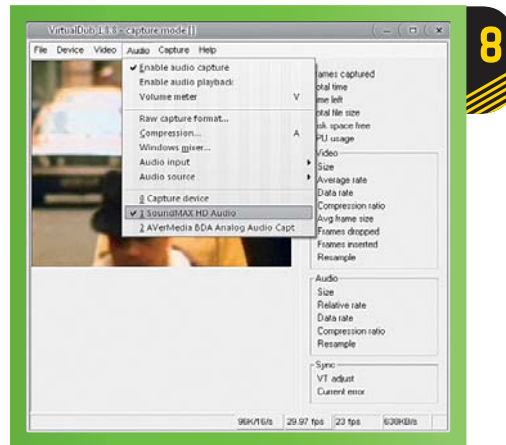 8
VirtualDub 1.8.8 - capture mode []
File Device Video Audio Capture Help
Enable audio capture
Enable audio playback
Volume meter V
Raw capture format...
Compression... A
Windows mixer...
Audio input
Audio source
0 Capture device
1 SoundMAX HD Audio
2 AVerMedia BDA Analog Audio Capt
ames captured
otal time
me left
otal file size
isk space free
PU usage
Video
Size
Average rate
Data rate
Compression ratio
Avg frame size
Frames dropped
Frames inserted
Resample
Audio
Size
Relative rate
Data rate
Compression ratio
Resample
Sync
VT adjust
Current error
96K/16/s 29.97 fps 23 fps 638KB/s